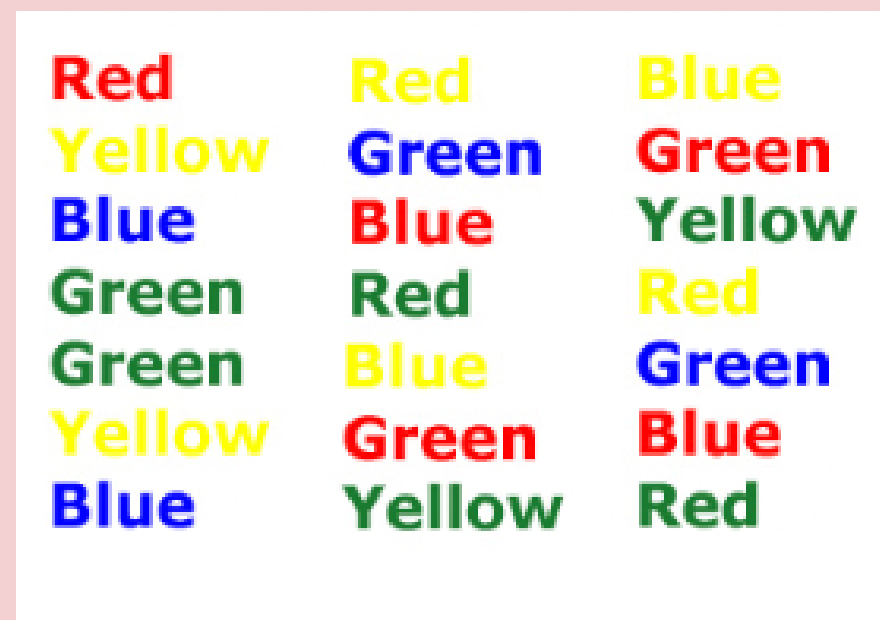 Red Red Blue
Yellow Green Green
Blue Blue Yellow
Green Red Red
Green Blue Green
Yellow Green Blue
Blue Yellow Red